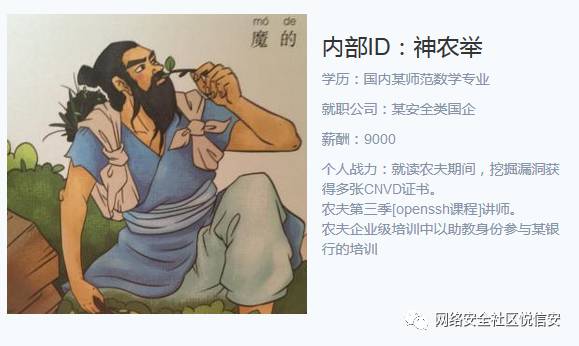 mó de
魔 的
内部ID：神农举
学历：国内某师范数学专业
就职公司：某安全类国企
薪酬：9000
个人战力：就读农夫期间，挖掘漏洞获
得多张CNVD证书。
农夫第三季[openssh课程]讲师。
农夫企业级培训中以助教身份参与某银
行的培训
网络安全社区悦信安